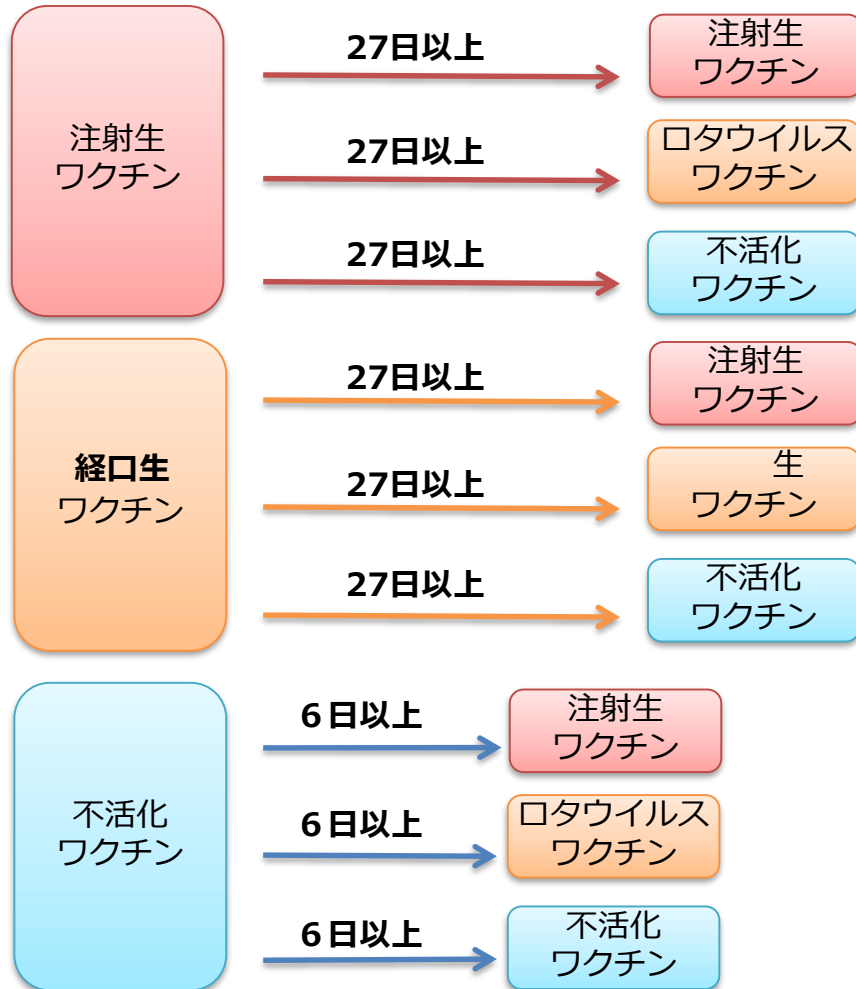 注射生
ワクチン
27日以上
注射生
ワクチン
27日以上
ロタウイルス
ワクチン
27日以上
不活化
ワクチン
経口生
ワクチン
27日以上
注射生
ワクチン
27日以上
生
ワクチン
27日以上
不活化
ワクチン
不活化
ワクチン
6日以上
注射生
ワクチン
6日以上
ロタウイルス
ワクチン
6日以上
不活化
ワクチン